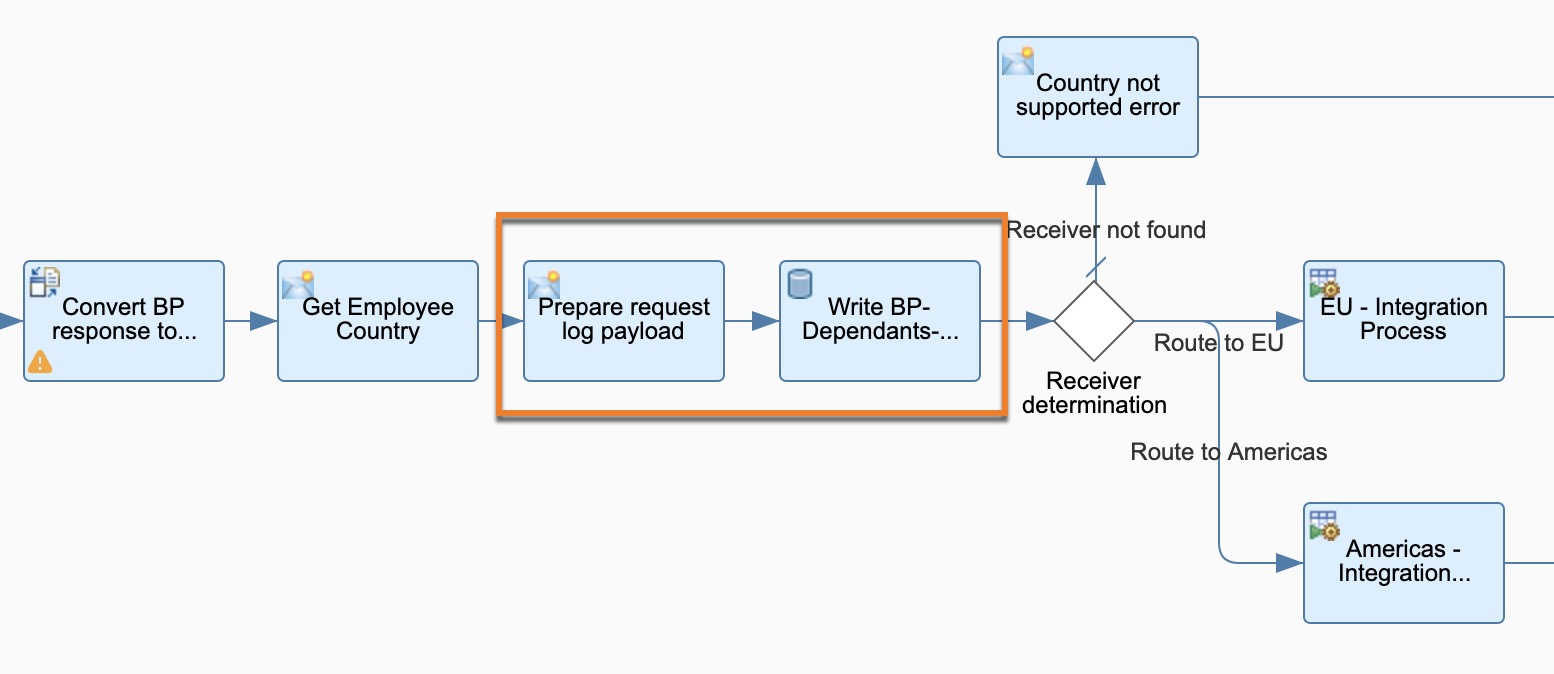 Country not
supported error
Receiver not found
Convert BP
response to...
Get Employee
Country
Prepare request
log payload
Write BP-
Dependants-...
Receiver
determination
Route to EU
EU - Integration
Process
Route to Americas
Americas -
Integration...